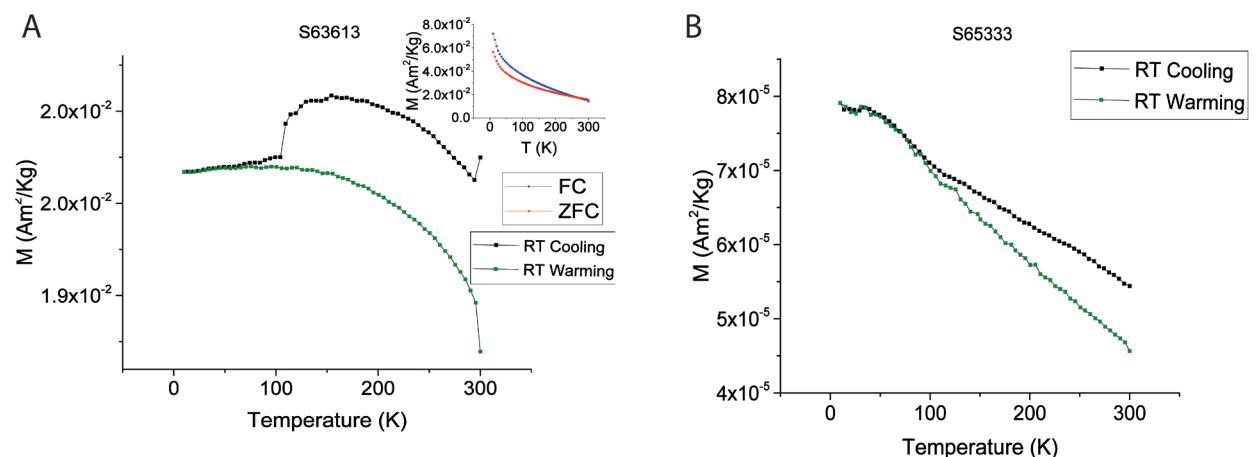 A
S63613
M (Am²/Kg)
2.0x10⁻²
2.0x10⁻²
1.9x10⁻²
0
100
200
300
Temperature (K)
M (Am²/Kg)
8.0x10⁻²
6.0x10⁻²
4.0x10⁻²
2.0x10⁻²
0.0
0
100
200
300
T (K)
FC
ZFC
RT Cooling
RT Warming
B
S65333
RT Cooling
RT Warming
M (Am²/Kg)
8x10⁻⁵
7x10⁻⁵
6x10⁻⁵
5x10⁻⁵
4x10⁻⁵
0
100
200
300
Temperature (K)